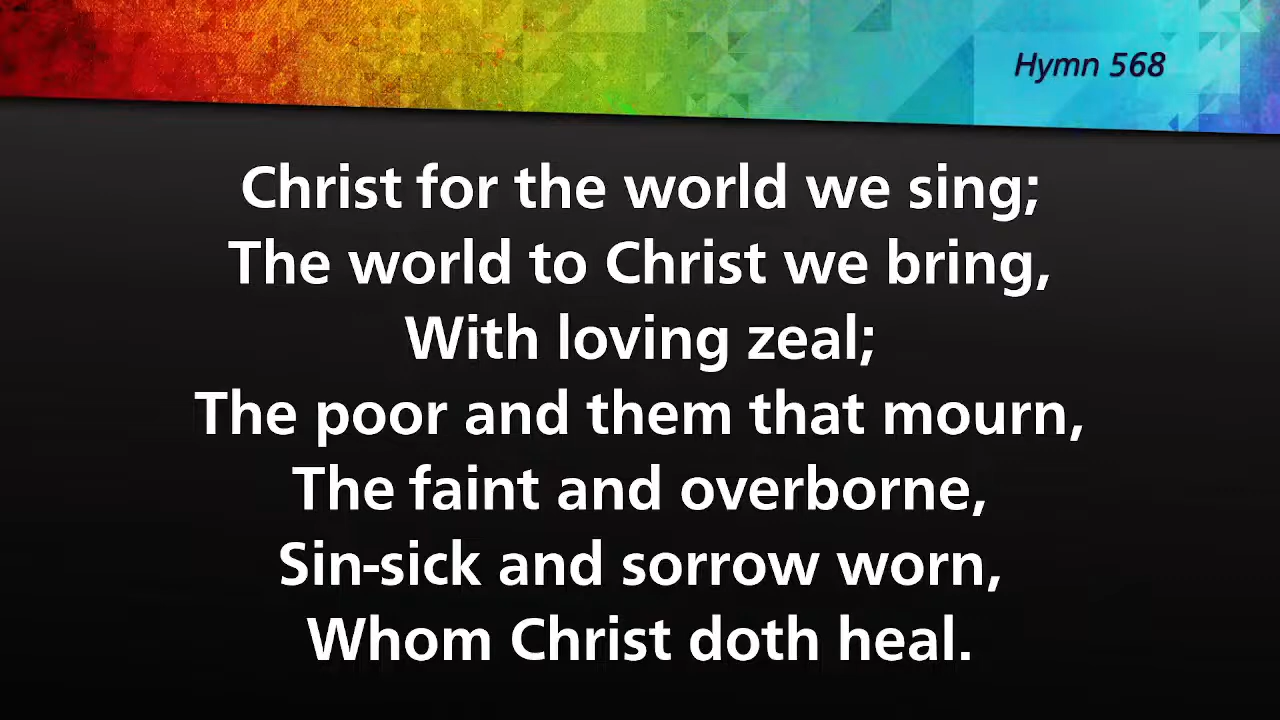 Hymn 568
Christ for the world we sing;
The world to Christ we bring,
With loving zeal;
The poor and them that mourn,
The faint and overborne,
Sin-sick and sorrow worn,
Whom Christ doth heal.